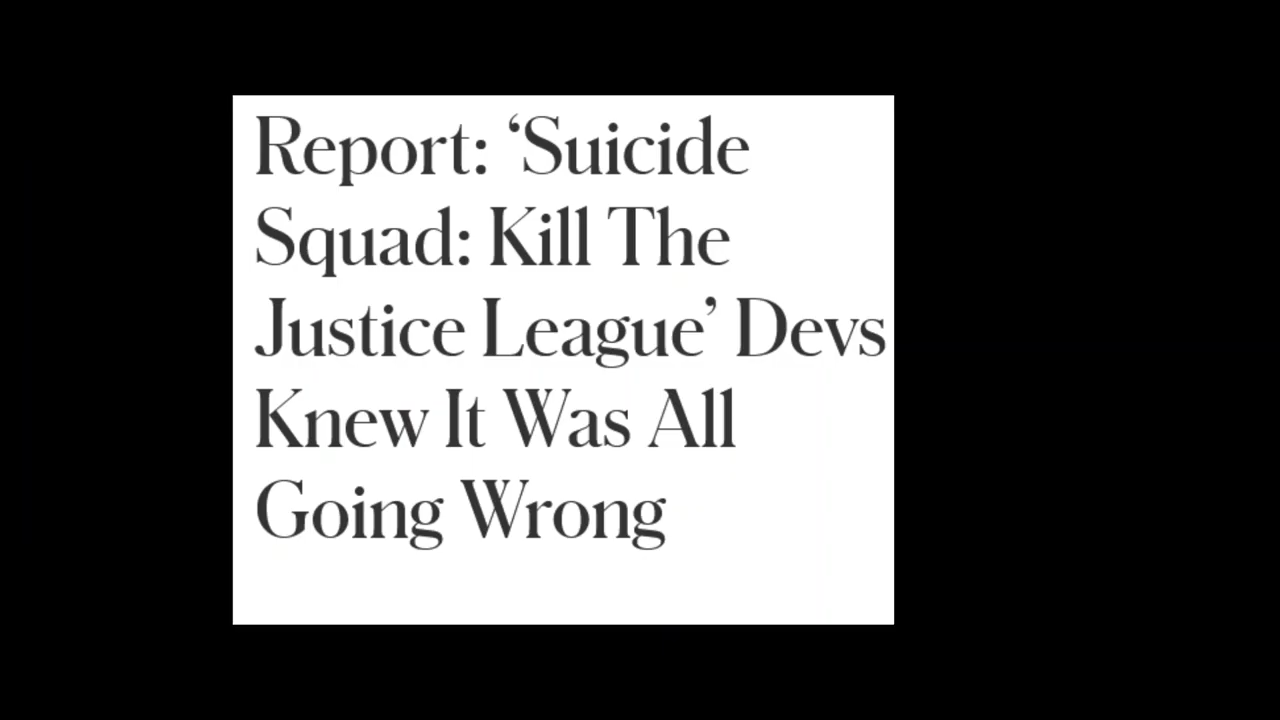 Report: ‘Suicide
Squad: Kill The
Justice League’ Devs
Knew It Was All
Going Wrong